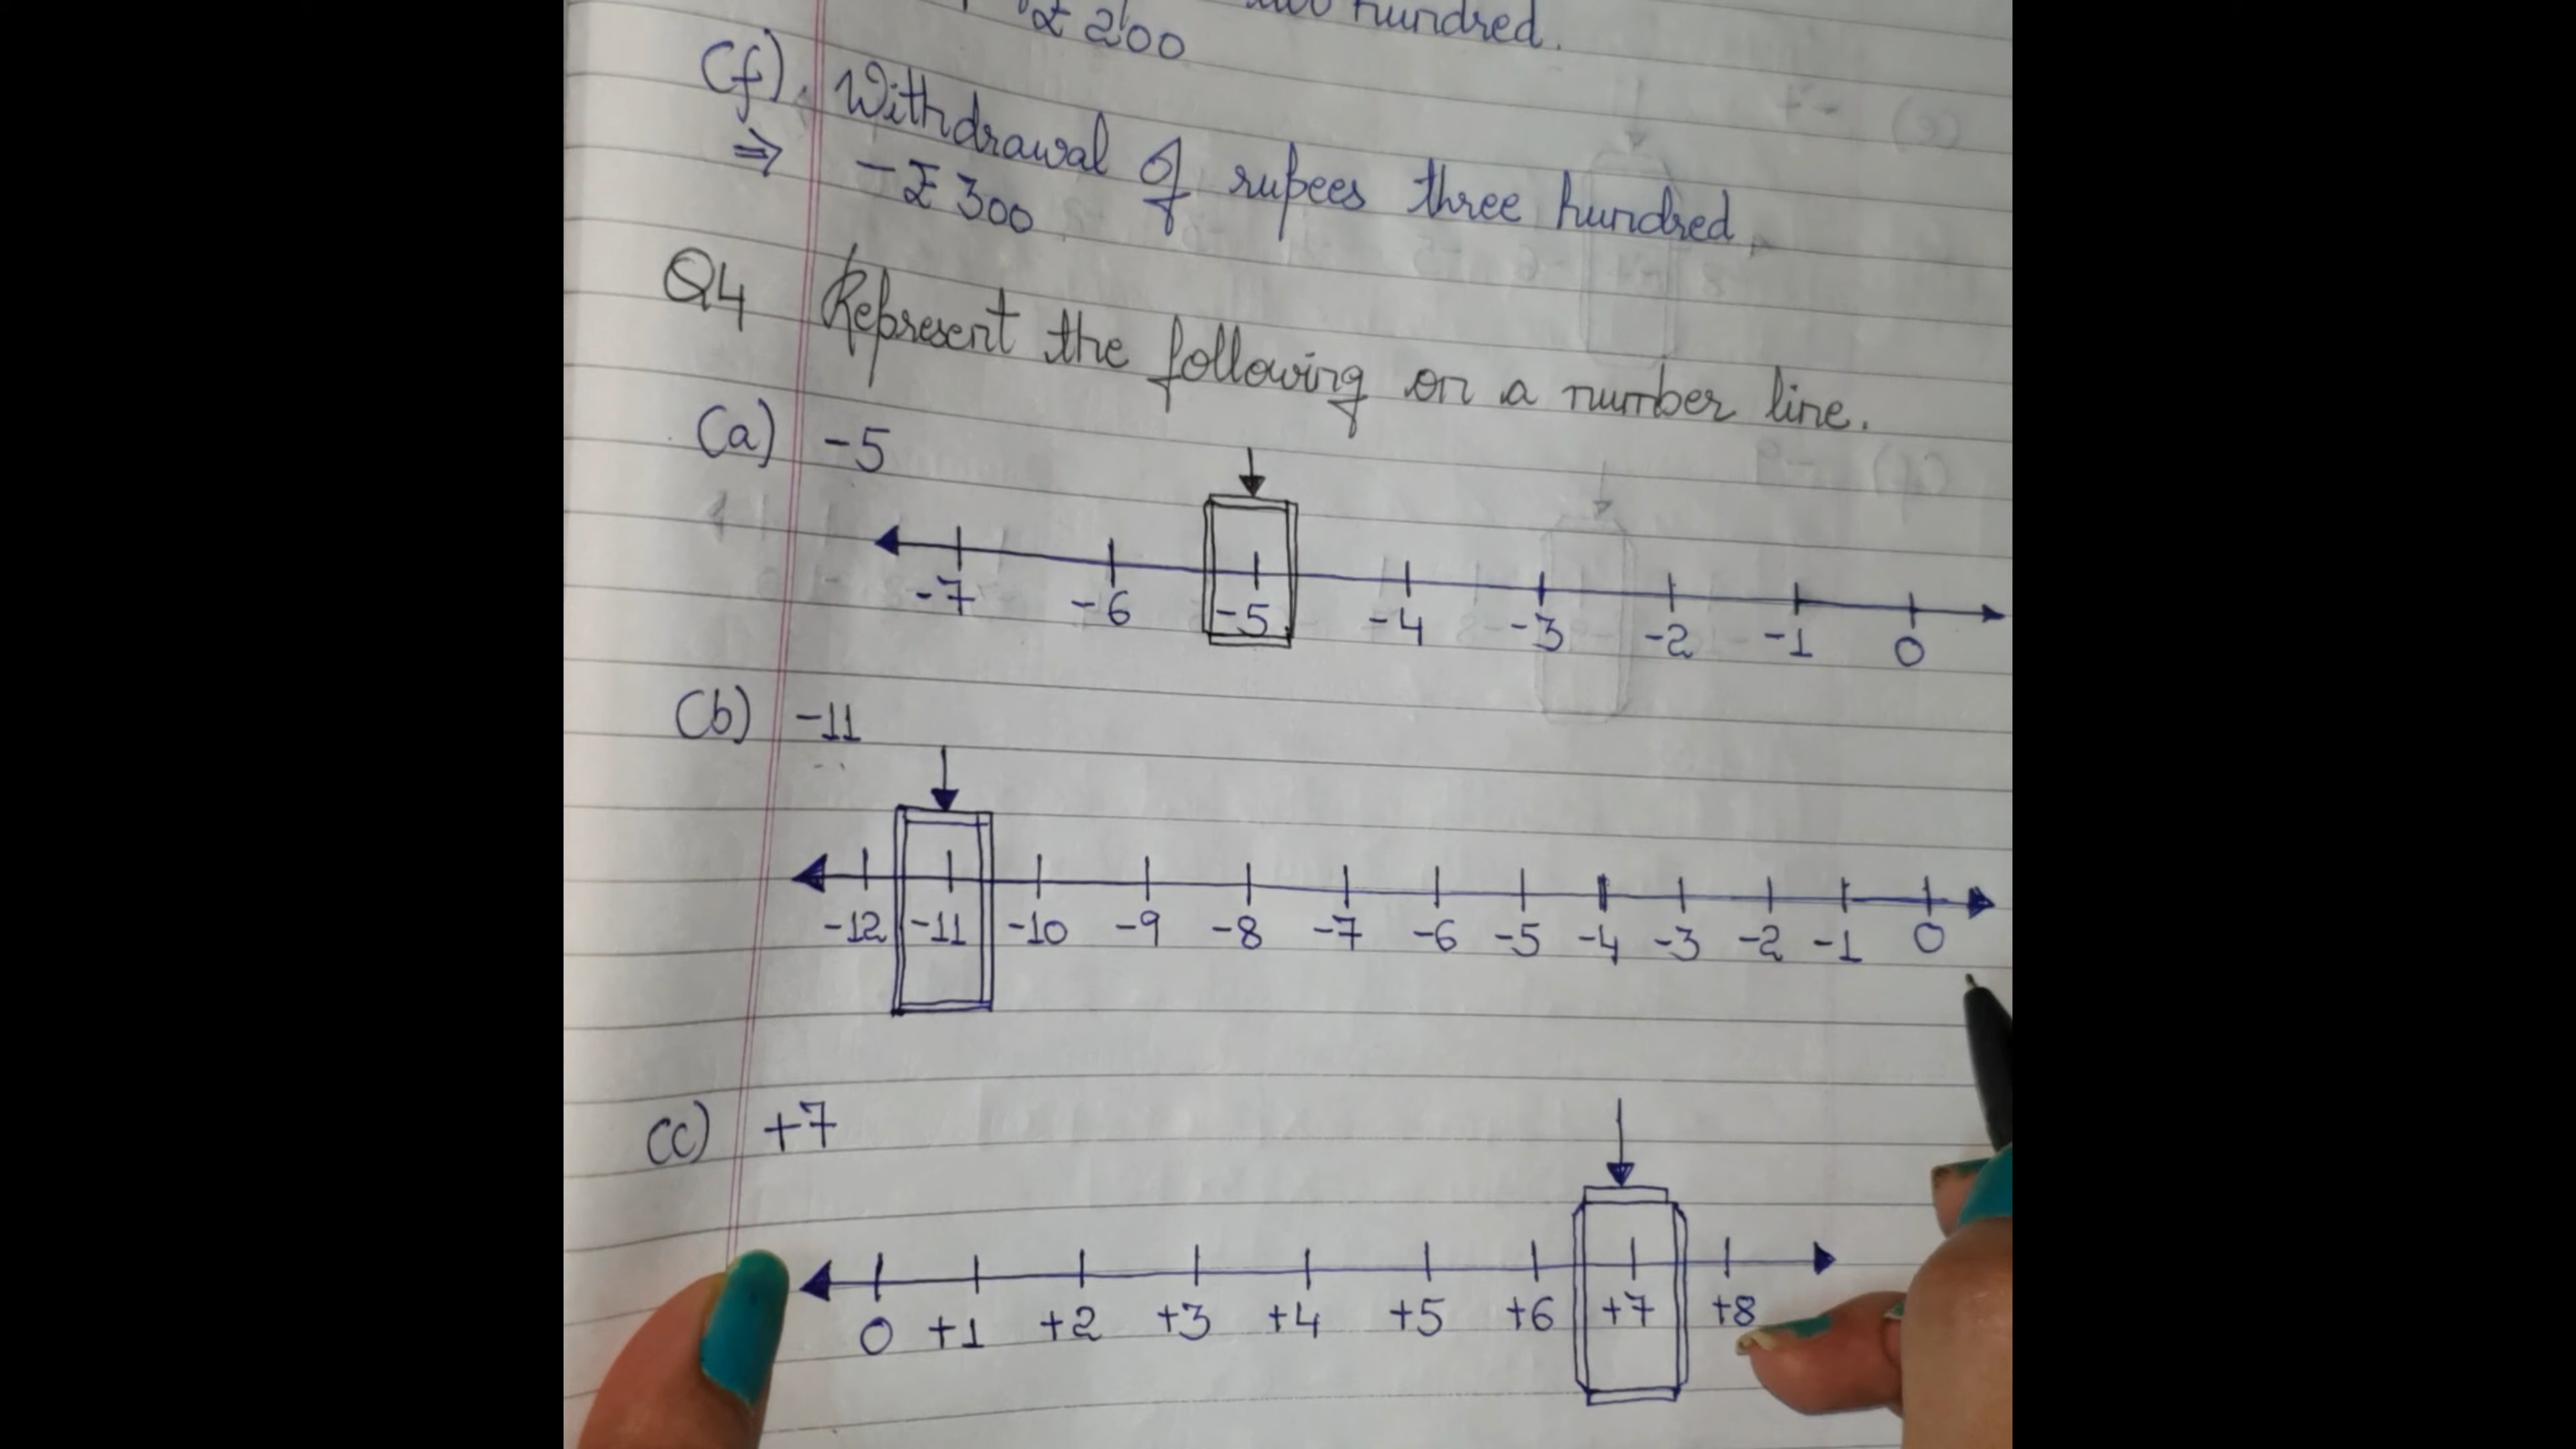 ₹ 200 hundred.
(f). Withdrawal of rupees three hundred.
⇒ -₹ 300
Q4 Represent the following on a number line.
(a) -5
-7 -6 -5 -4 -3 -2 -1 0
(b) -11
-12 -11 -10 -9 -8 -7 -6 -5 -4 -3 -2 -1 0
(c) +7
0 +1 +2 +3 +4 +5 +6 +7 +8